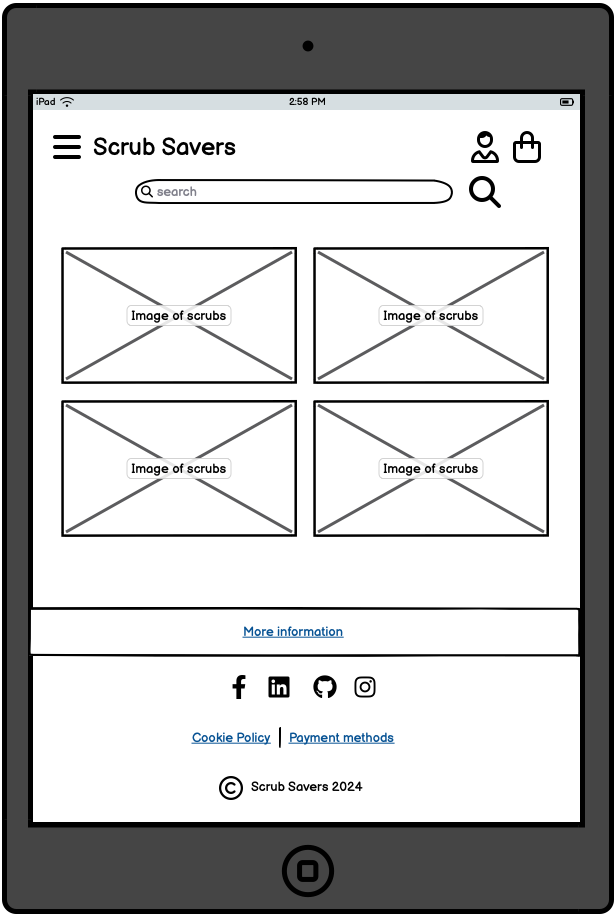 iPad 2:58 PM
Scrub Savers
search
Image of scrubs Image of scrubs
Image of scrubs Image of scrubs
More information
Cookie Policy Payment methods
© Scrub Savers 2024